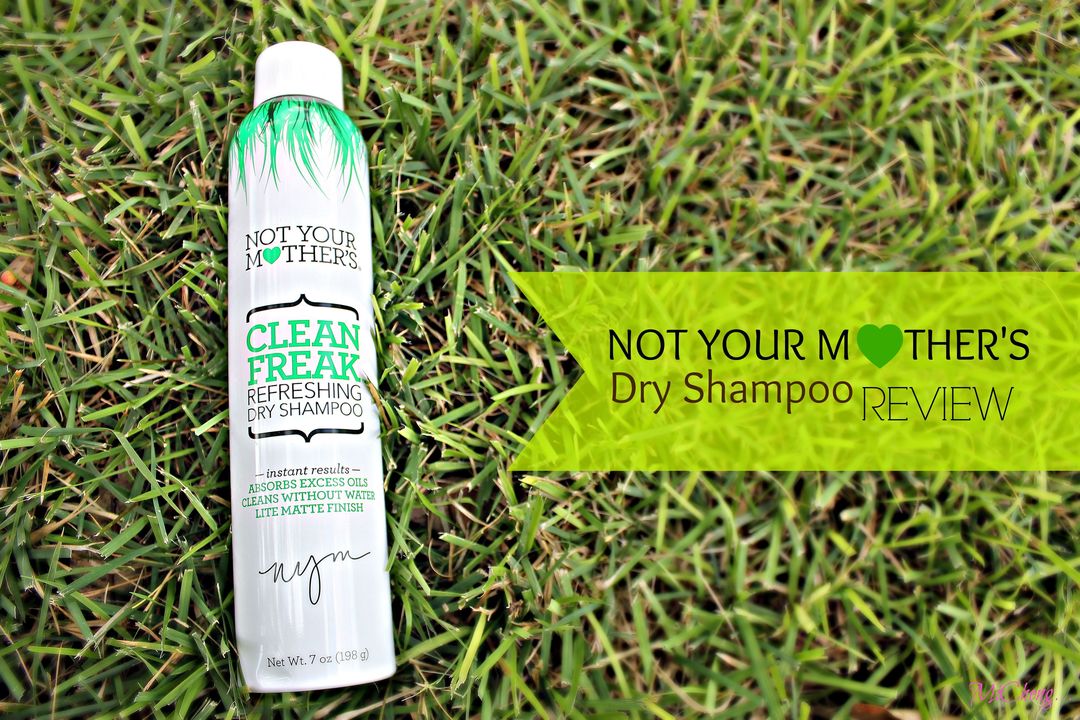 NOT YOUR
M♥THER'S
CLEAN
FREAK
REFRESHING
DRY SHAMPOO
— instant results —
ABSORBS EXCESS OILS
CLEANS WITHOUT WATER
LITE MATTE FINISH
nym
Net Wt. 7 oz (198 g)
NOT YOUR M♥THER'S
Dry Shampoo REVIEW